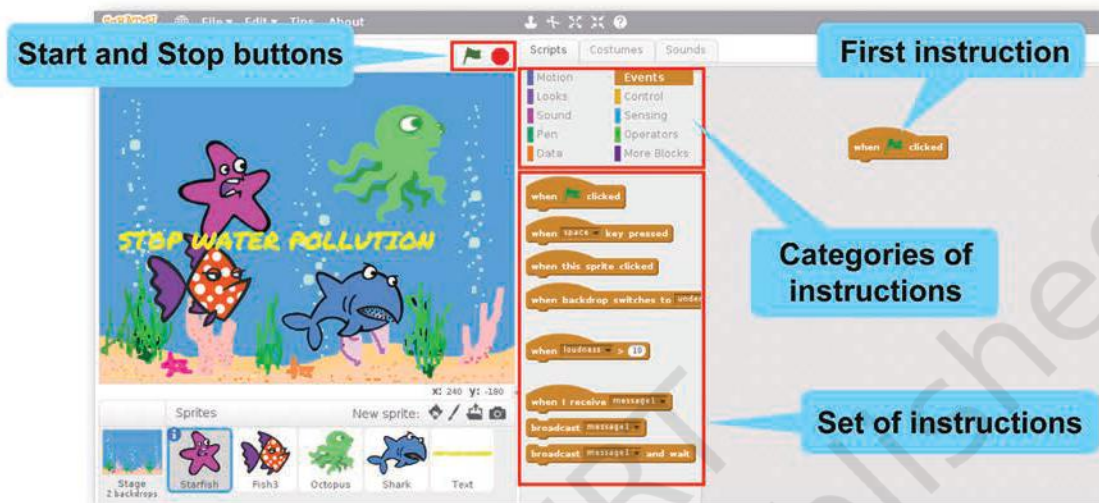 SCRATCH
File Edit Tips About
Start and Stop buttons
Scripts Costumes Sounds
First instruction
Motion Events
Looks Control
Sound Sensing
Pen Operators
Data More Blocks
when clicked
STOP WATER POLLUTION
when clicked
when space key pressed
when this sprite clicked
when backdrop switches to under
when loudness > 10
when I receive message1
broadcast message1
broadcast message1 and wait
Categories of
instructions
Set of instructions
x: 240 y: -180
Sprites New sprite:
Stage
2 backdrops
Starfish Fish3 Octopus Shark Text